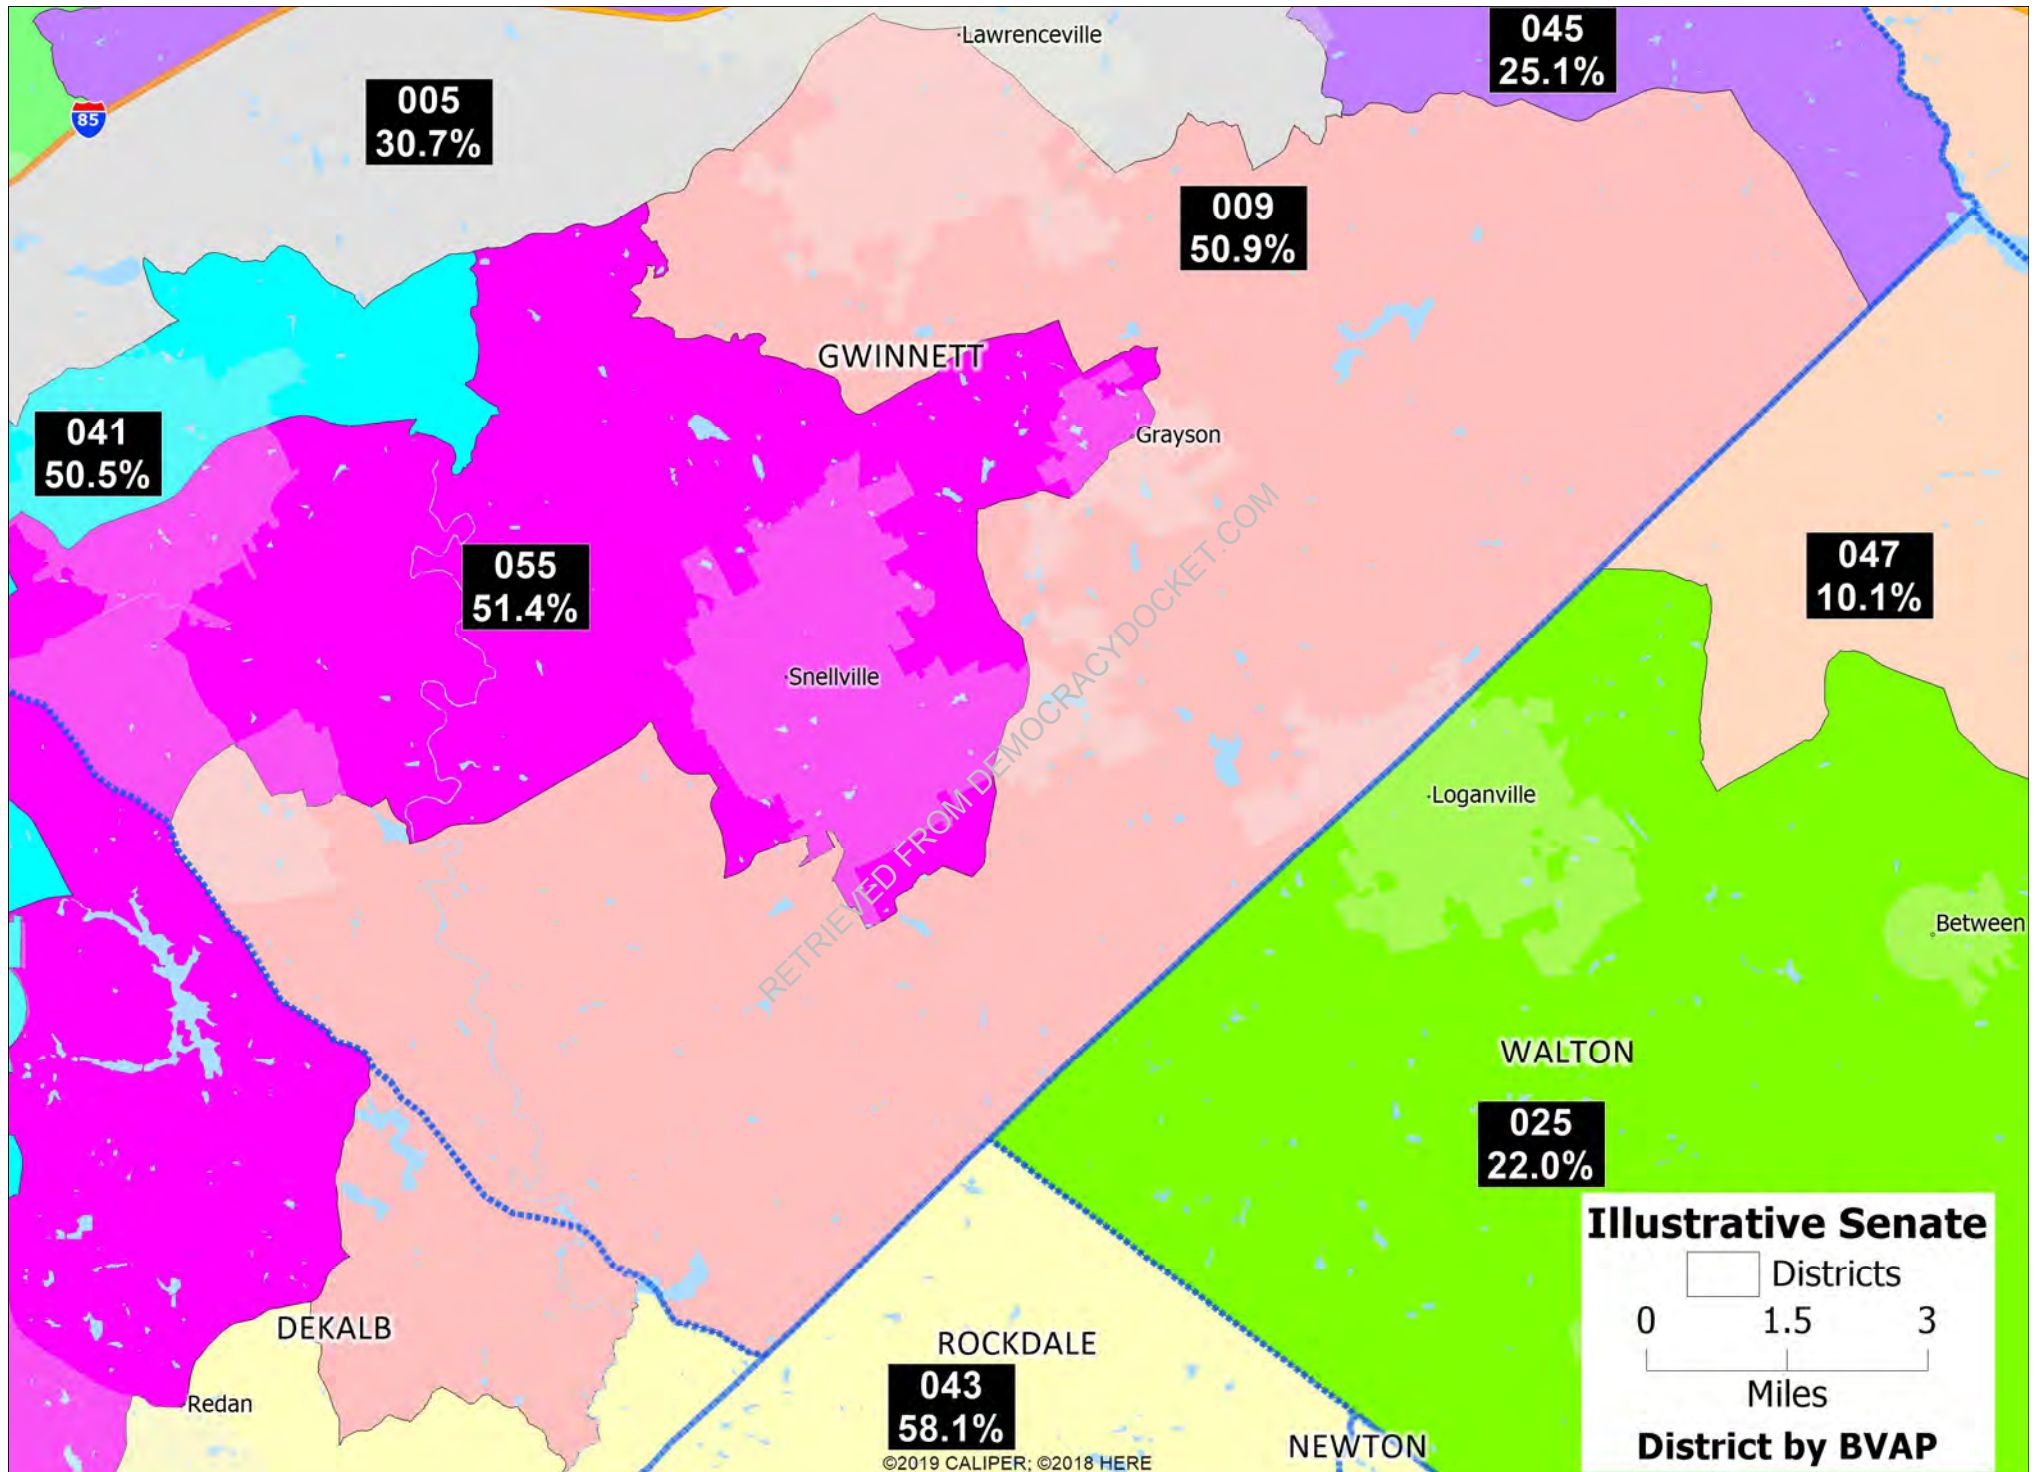 Lawrenceville
045
25.1%
005
30.7%
85
009
50.9%
GWINNETT
041
50.5%
Grayson
055
51.4%
047
10.1%
Snellville
RETRIEVED FROM DEMOCRACYDOCKET.COM
Loganville
Between
WALTON
025
22.0%
Illustrative Senate
Districts
0 1.5 3
Miles
District by BVAP
DEKALB
ROCKDALE
043
58.1%
Redan
NEWTON
©2019 CALIPER; ©2018 HERE